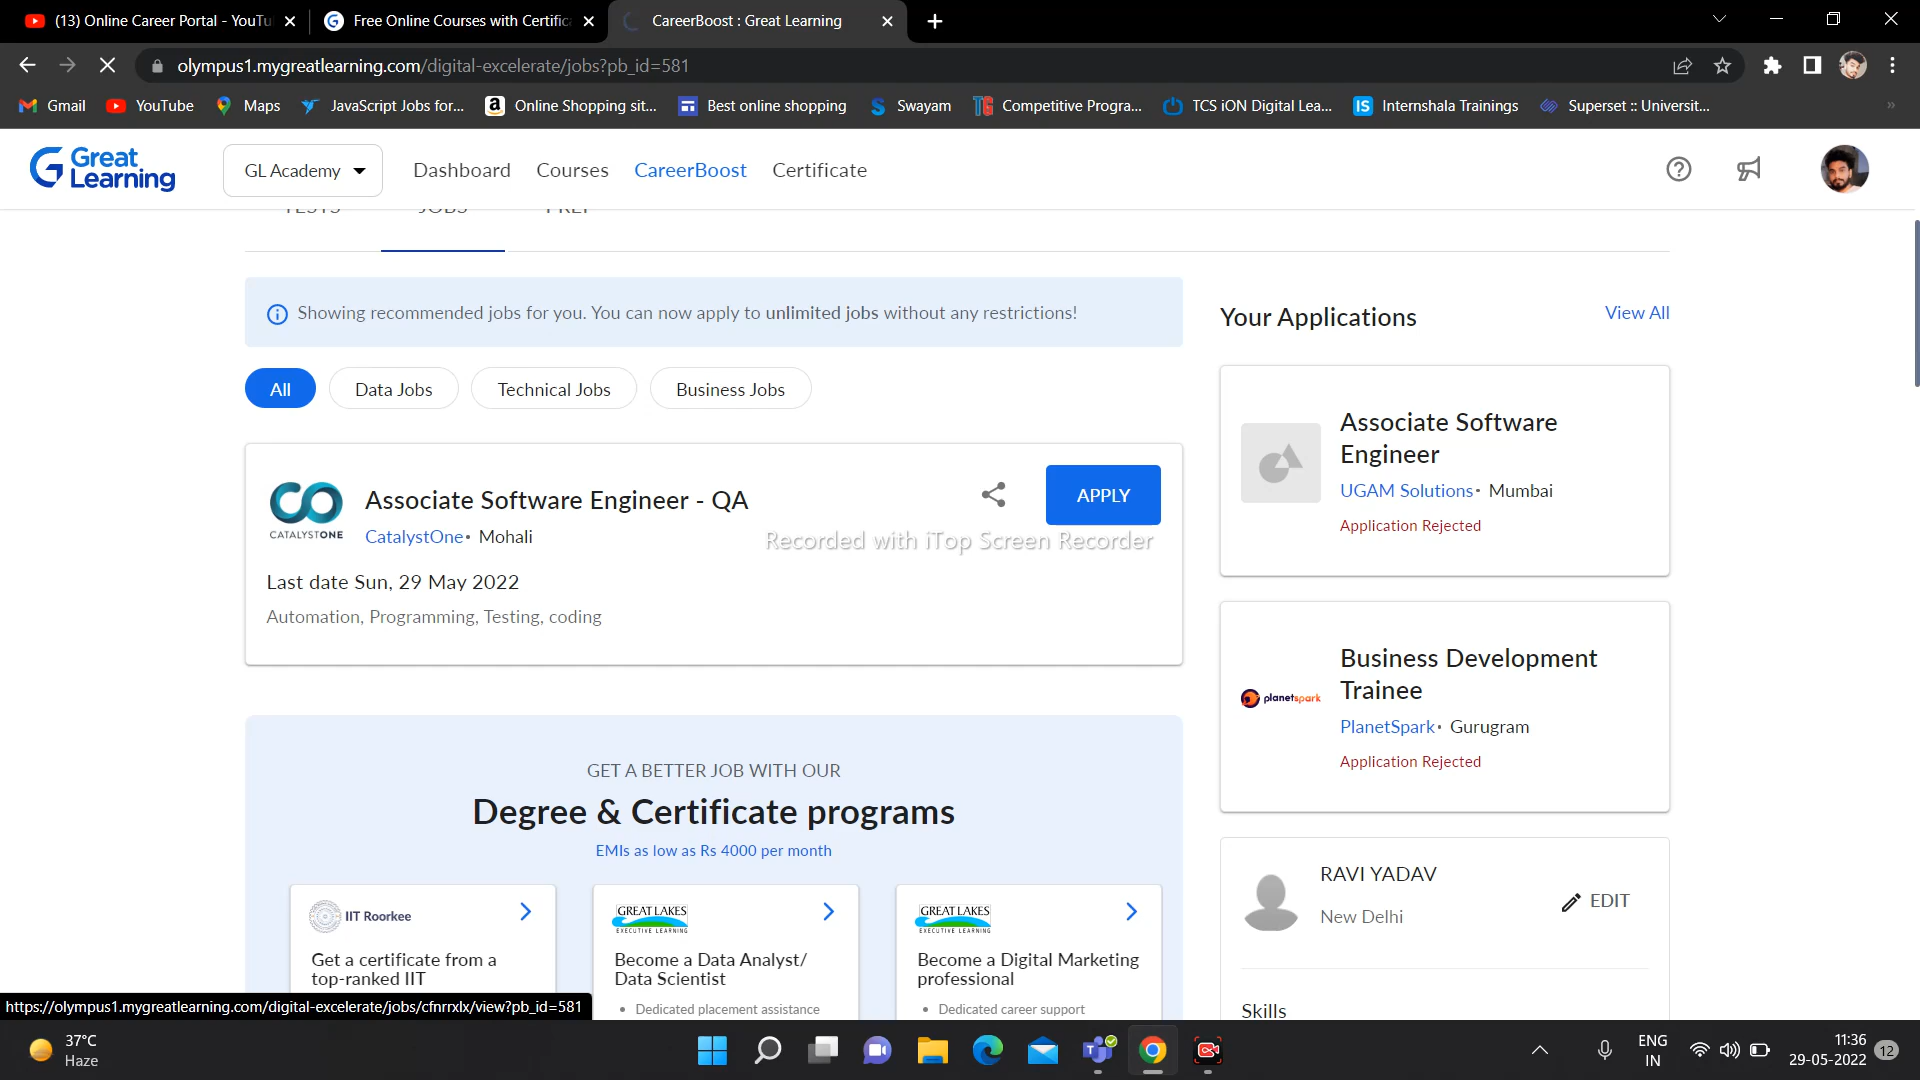 (13) Online Career Portal - YouTu
Free Online Courses with Certific
CareerBoost : Great Learning
olympus1.mygreatlearning.com/digital-excelerate/jobs?pb_id=581
Gmail
YouTube
Maps
JavaScript Jobs for...
Online Shopping sit...
Best online shopping
Swayam
Competitive Progra...
TCS iON Digital Lea...
Internshala Trainings
Superset :: Universit...
Great
Learning
GL Academy
Dashboard
Courses
CareerBoost
Certificate
TESTS
JOBS
PREP
Showing recommended jobs for you. You can now apply to unlimited jobs without any restrictions!
All
Data Jobs
Technical Jobs
Business Jobs
CATALYSTONE
Associate Software Engineer - QA
CatalystOne • Mohali
APPLY
Recorded with iTop Screen Recorder
Last date Sun, 29 May 2022
Automation, Programming, Testing, coding
GET A BETTER JOB WITH OUR
Degree & Certificate programs
EMIs as low as Rs 4000 per month
IIT Roorkee
Get a certificate from a
top-ranked IIT
GREAT LAKES
EXECUTIVE LEARNING
Become a Data Analyst/
Data Scientist
• Dedicated placement assistance
GREAT LAKES
EXECUTIVE LEARNING
Become a Digital Marketing
professional
• Dedicated career support
Your Applications
View All
Associate Software
Engineer
UGAM Solutions • Mumbai
Application Rejected
planetspark
Business Development
Trainee
PlanetSpark • Gurugram
Application Rejected
RAVI YADAV
New Delhi
EDIT
Skills
https://olympus1.mygreatlearning.com/digital-excelerate/jobs/cfnrrxlx/view?pb_id=581
37°C
Haze
ENG
IN
11:36
29-05-2022
12